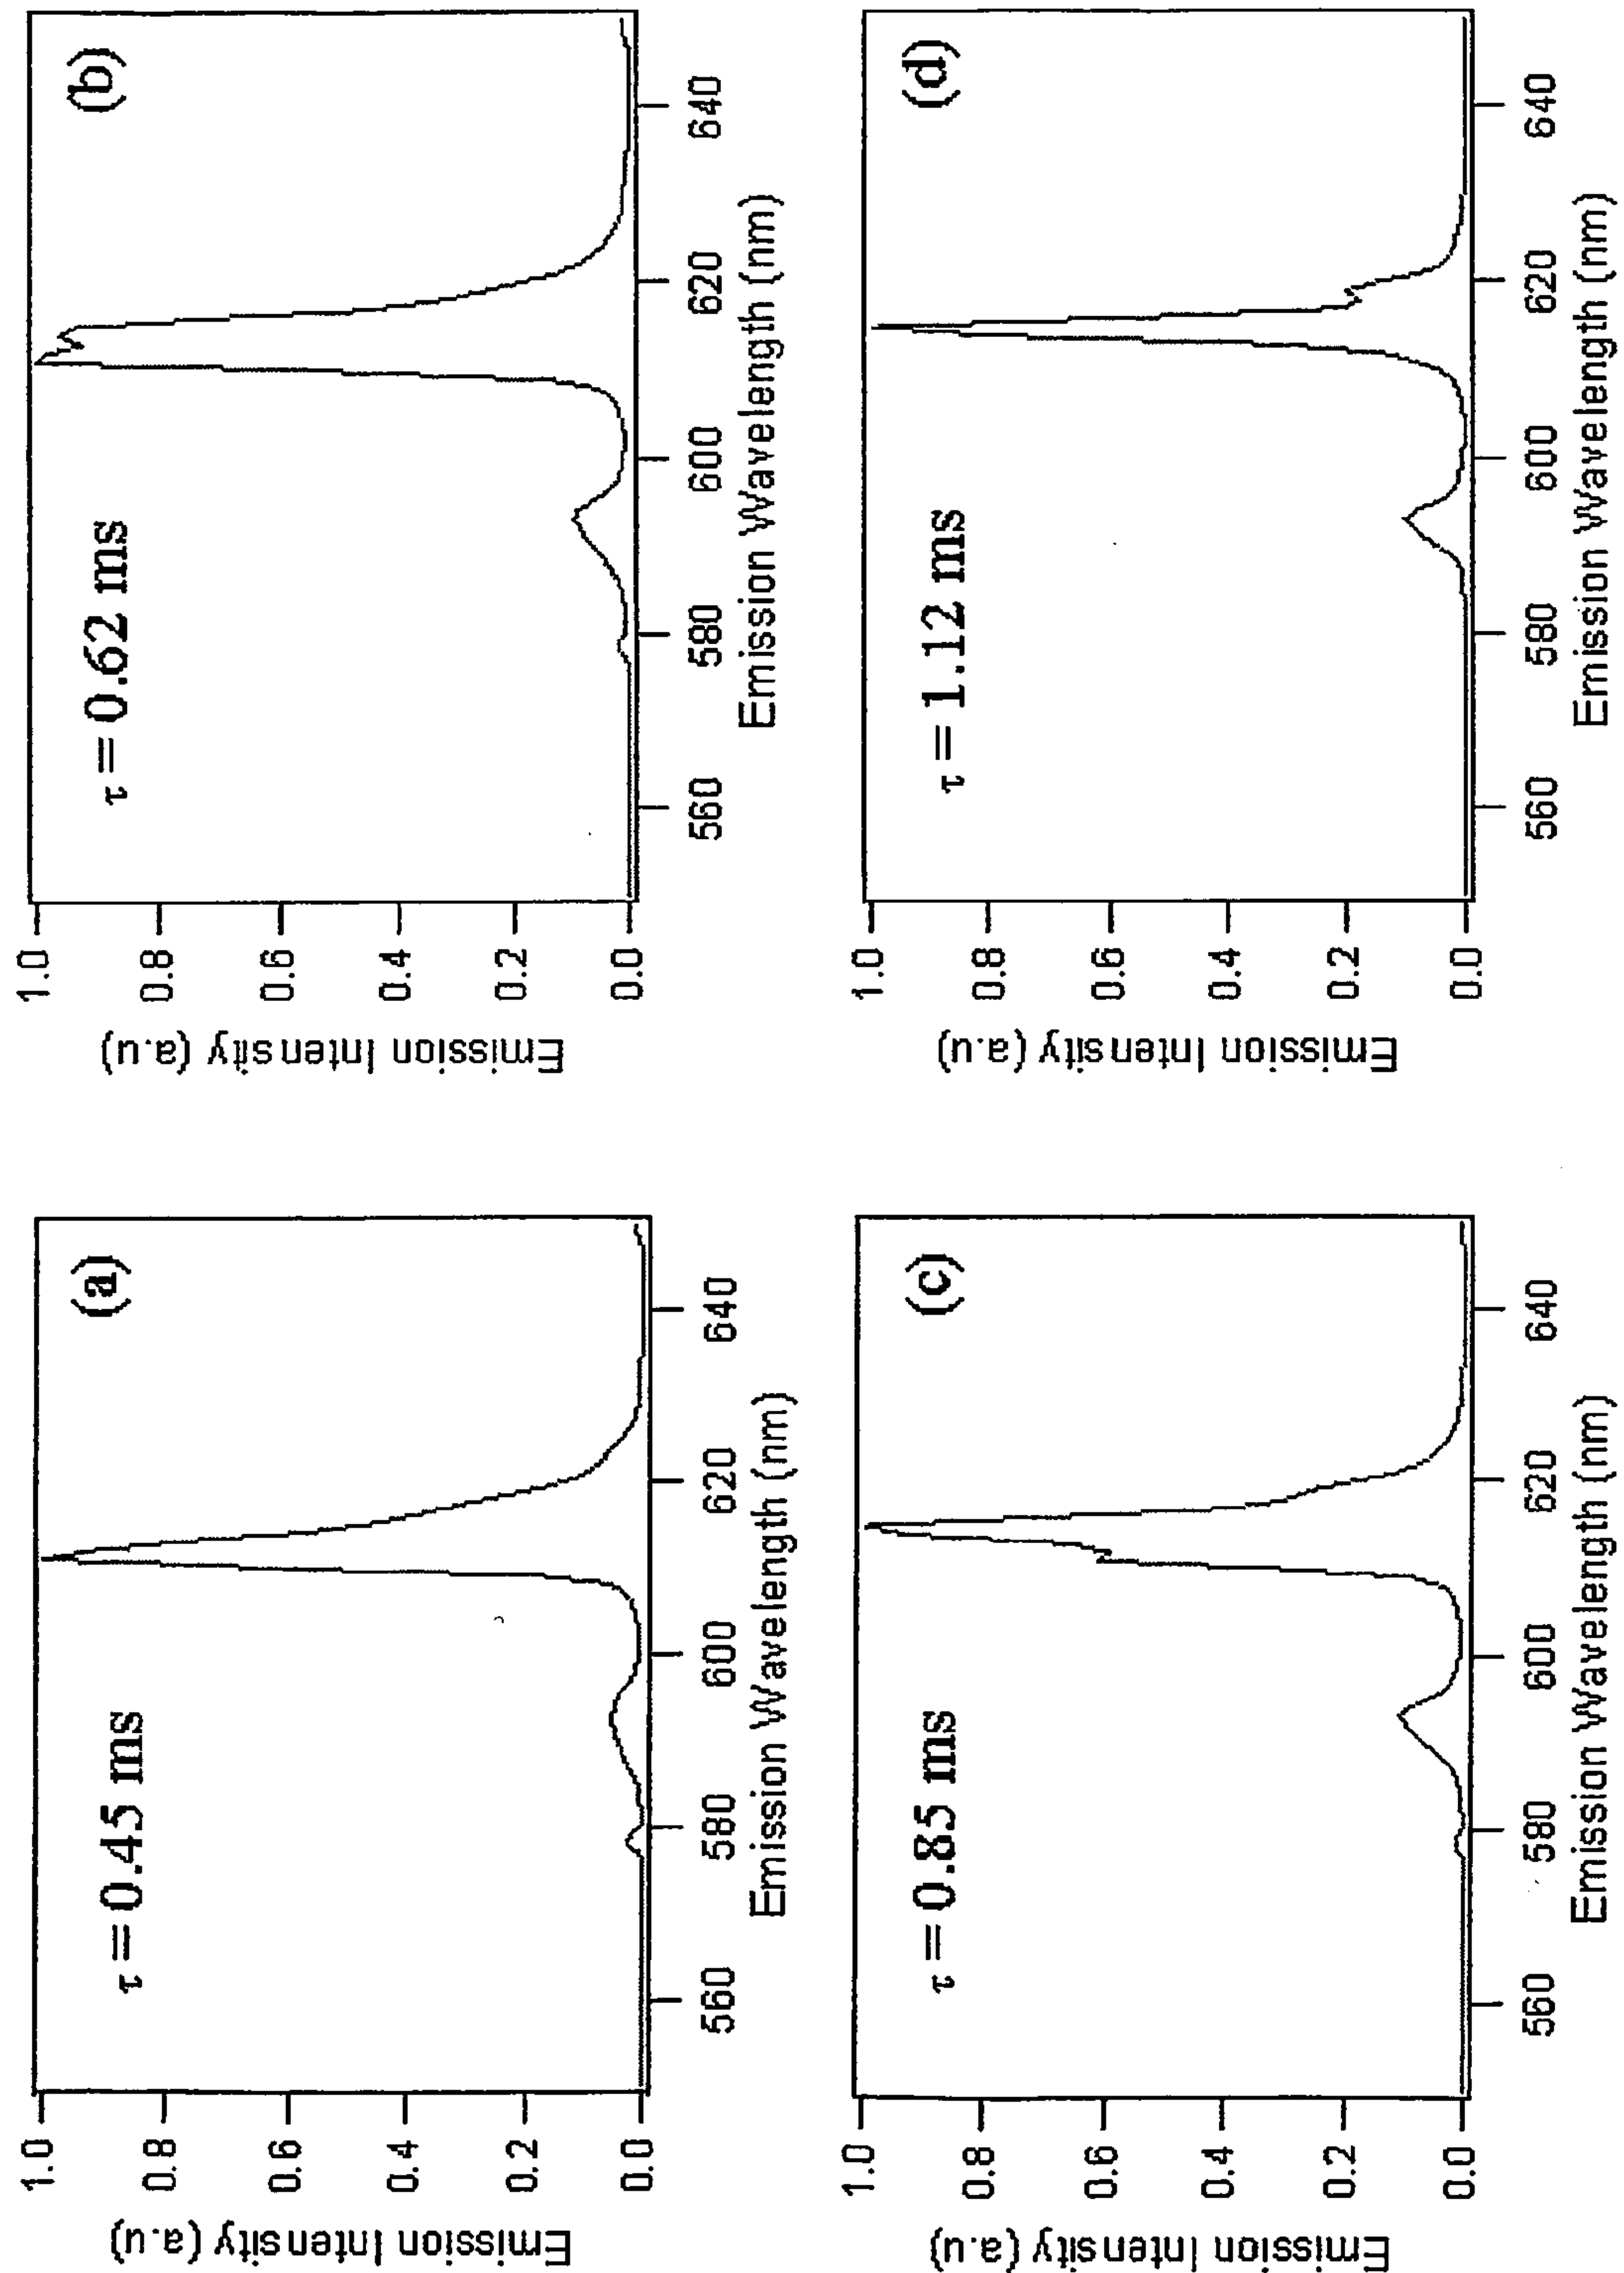 (a)
τ = 0.45 ms
Emission Intensity (a.u)
1.0
0.8
0.6
0.4
0.2
0.0
560 580 600 620 640
Emission Wavelength (nm)
(b)
τ = 0.62 ms
Emission Intensity (a.u)
1.0
0.8
0.6
0.4
0.2
0.0
560 580 600 620 640
Emission Wavelength (nm)
(c)
τ = 0.85 ms
Emission Intensity (a.u)
1.0
0.8
0.6
0.4
0.2
0.0
560 580 600 620 640
Emission Wavelength (nm)
(d)
τ = 1.12 ms
Emission Intensity (a.u)
1.0
0.8
0.6
0.4
0.2
0.0
560 580 600 620 640
Emission Wavelength (nm)